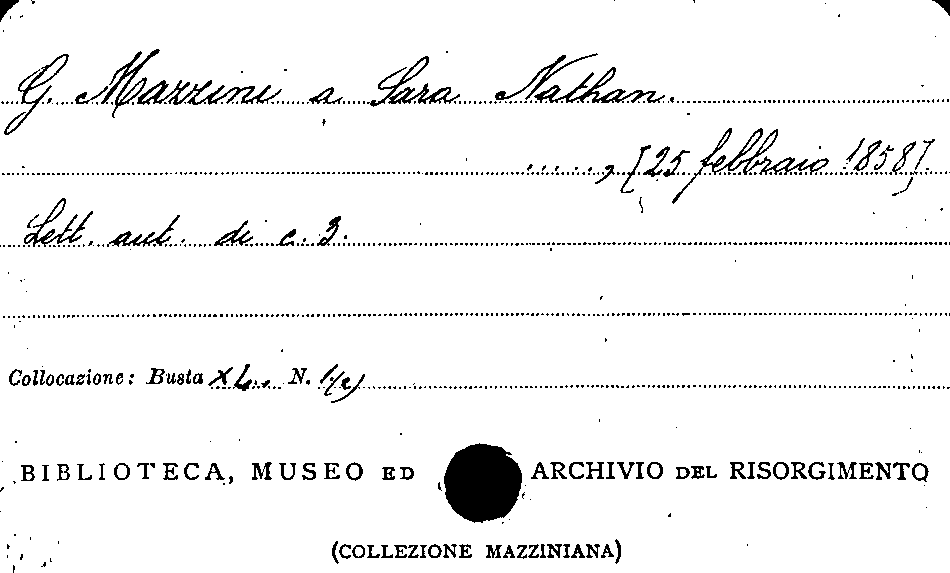 G. Mazzini a Sara Nathan.
......, [25 febbraio 1858].
Lett. aut. di c. 3.
Collocazione: Busta XL.. N. 1/(2)
BIBLIOTECA, MUSEO ED ARCHIVIO DEL RISORGIMENTO
(COLLEZIONE MAZZINIANA)